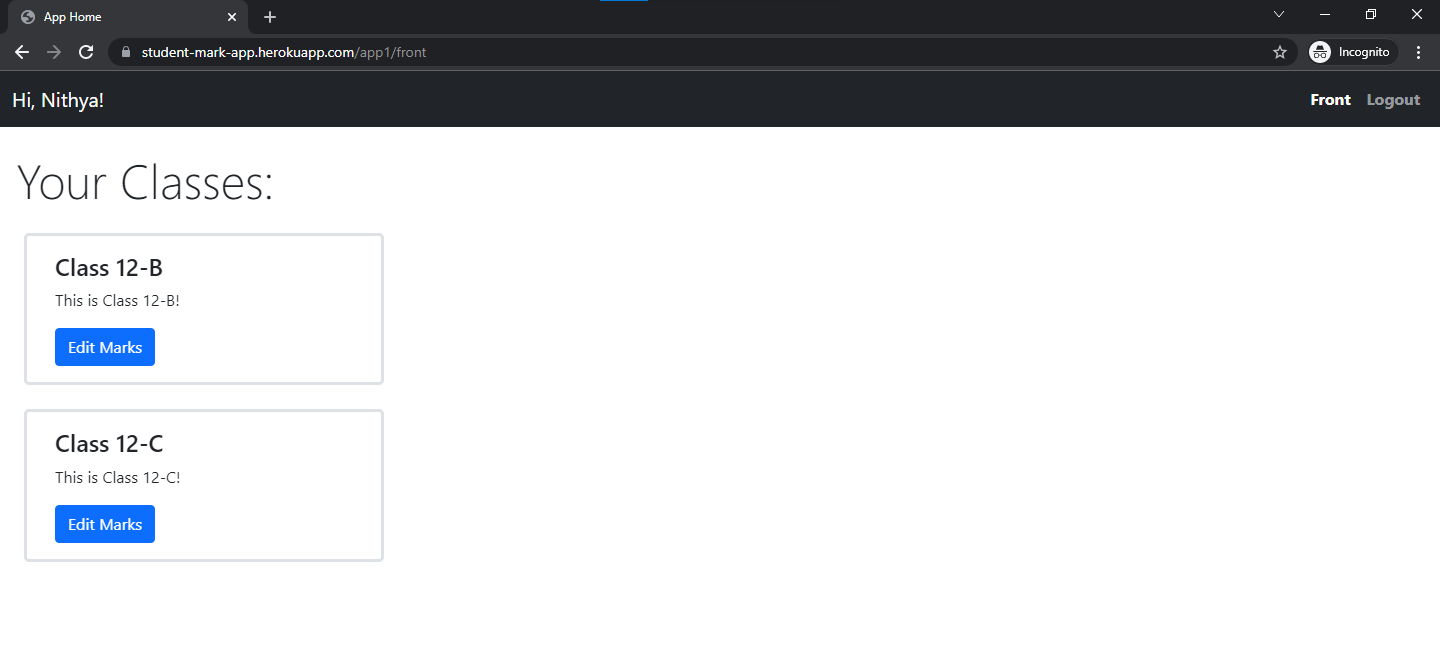 App Home
student-mark-app.herokuapp.com/app1/front
Incognito
Hi, Nithya!
Front Logout
Your Classes:
Class 12-B
This is Class 12-B!
Edit Marks
Class 12-C
This is Class 12-C!
Edit Marks